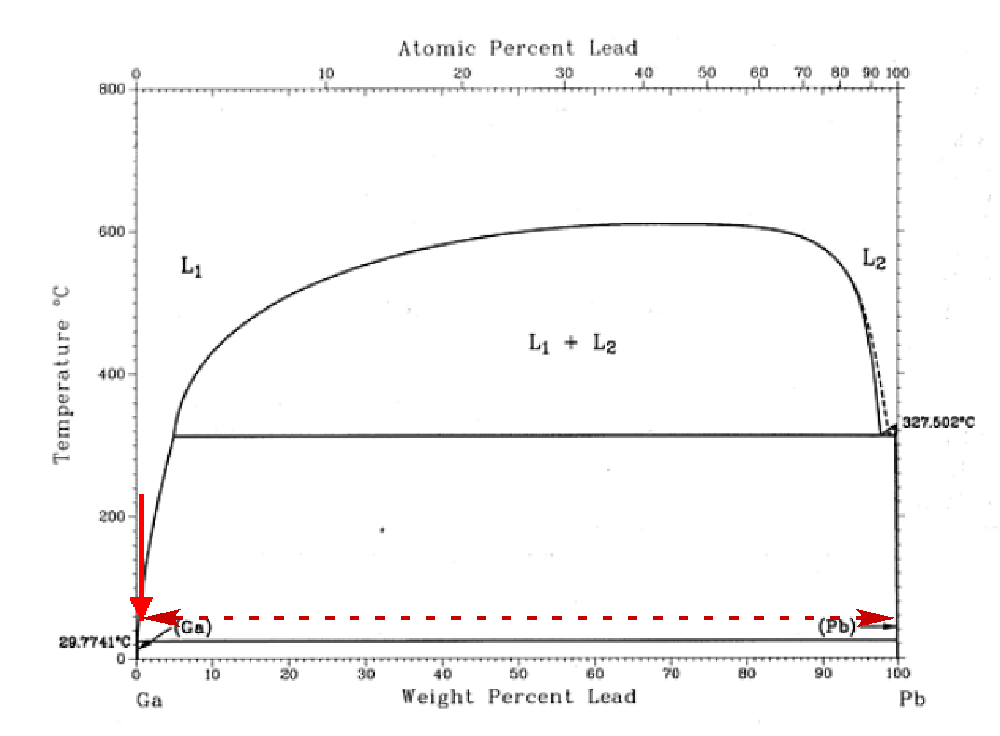 Atomic Percent Lead
0 10 20 30 40 50 60 70 80 90 100
800
600
400
200
0
Temperature °C
L1
L2
L1 + L2
327.502°C
(Ga)
(Pb)
29.7741°C
0 10 20 30 40 50 60 70 80 90 100
Ga
Weight Percent Lead
Pb